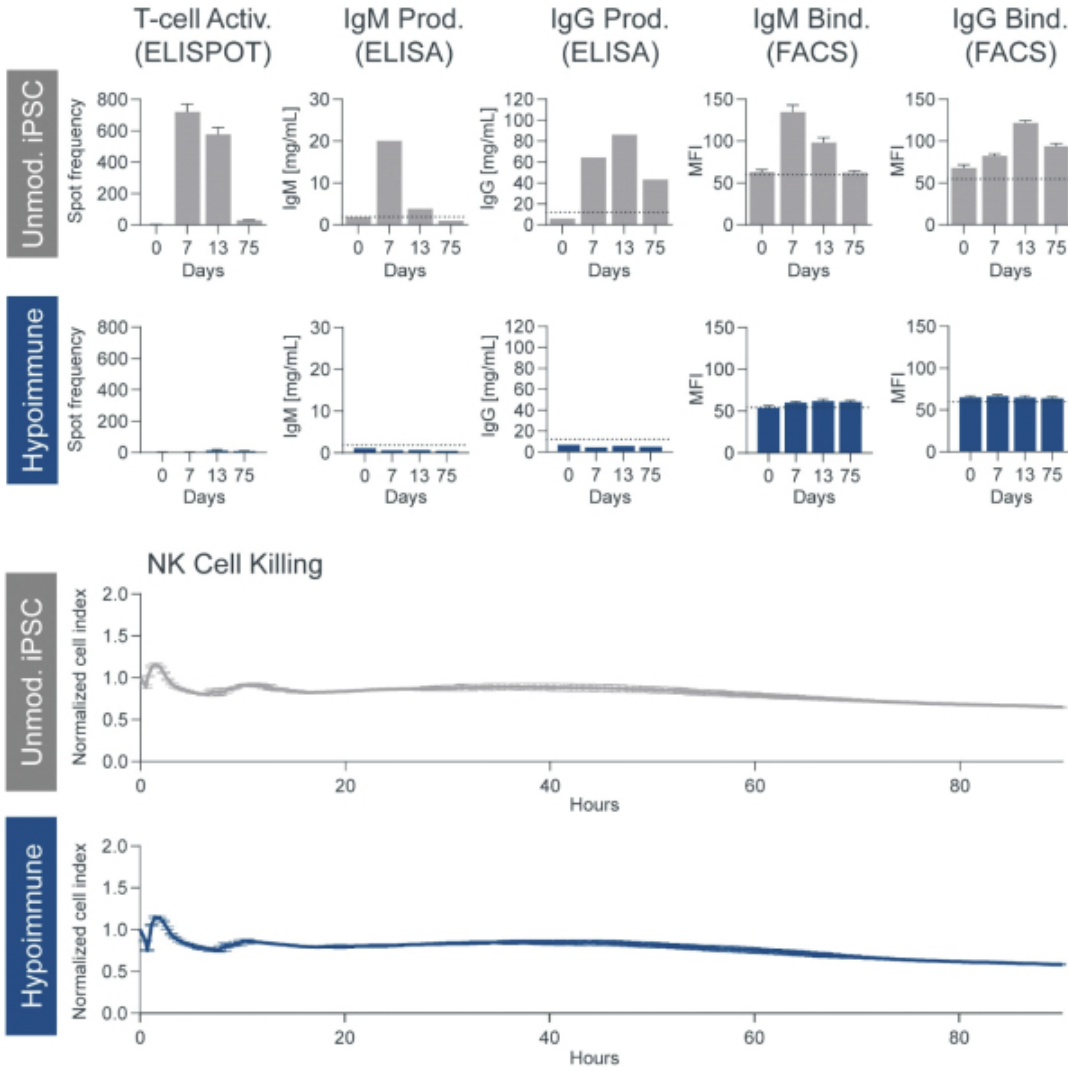 T-cell Activ.
(ELISPOT)
IgM Prod.
(ELISA)
IgG Prod.
(ELISA)
IgM Bind.
(FACS)
IgG Bind.
(FACS)
Unmod. iPSC
Spot frequency
800
600
400
200
0
0 7 13 75
Days
IgM [mg/mL]
30
20
10
0
0 7 13 75
Days
IgG [mg/mL]
120
100
80
60
40
20
0
0 7 13 75
Days
MFI
150
100
50
0
0 7 13 75
Days
MFI
150
100
50
0
0 7 13 75
Days
Hypoimmune
Spot frequency
800
600
400
200
0
0 7 13 75
Days
IgM [mg/mL]
30
20
10
0
0 7 13 75
Days
IgG [mg/mL]
120
100
80
60
40
20
0
0 7 13 75
Days
MFI
150
100
50
0
0 7 13 75
Days
MFI
150
100
50
0
0 7 13 75
Days
NK Cell Killing
Unmod. iPSC
Normalized cell index
2.0
1.5
1.0
0.5
0.0
0 20 40 60 80
Hours
Hypoimmune
Normalized cell index
2.0
1.5
1.0
0.5
0.0
0 20 40 60 80
Hours